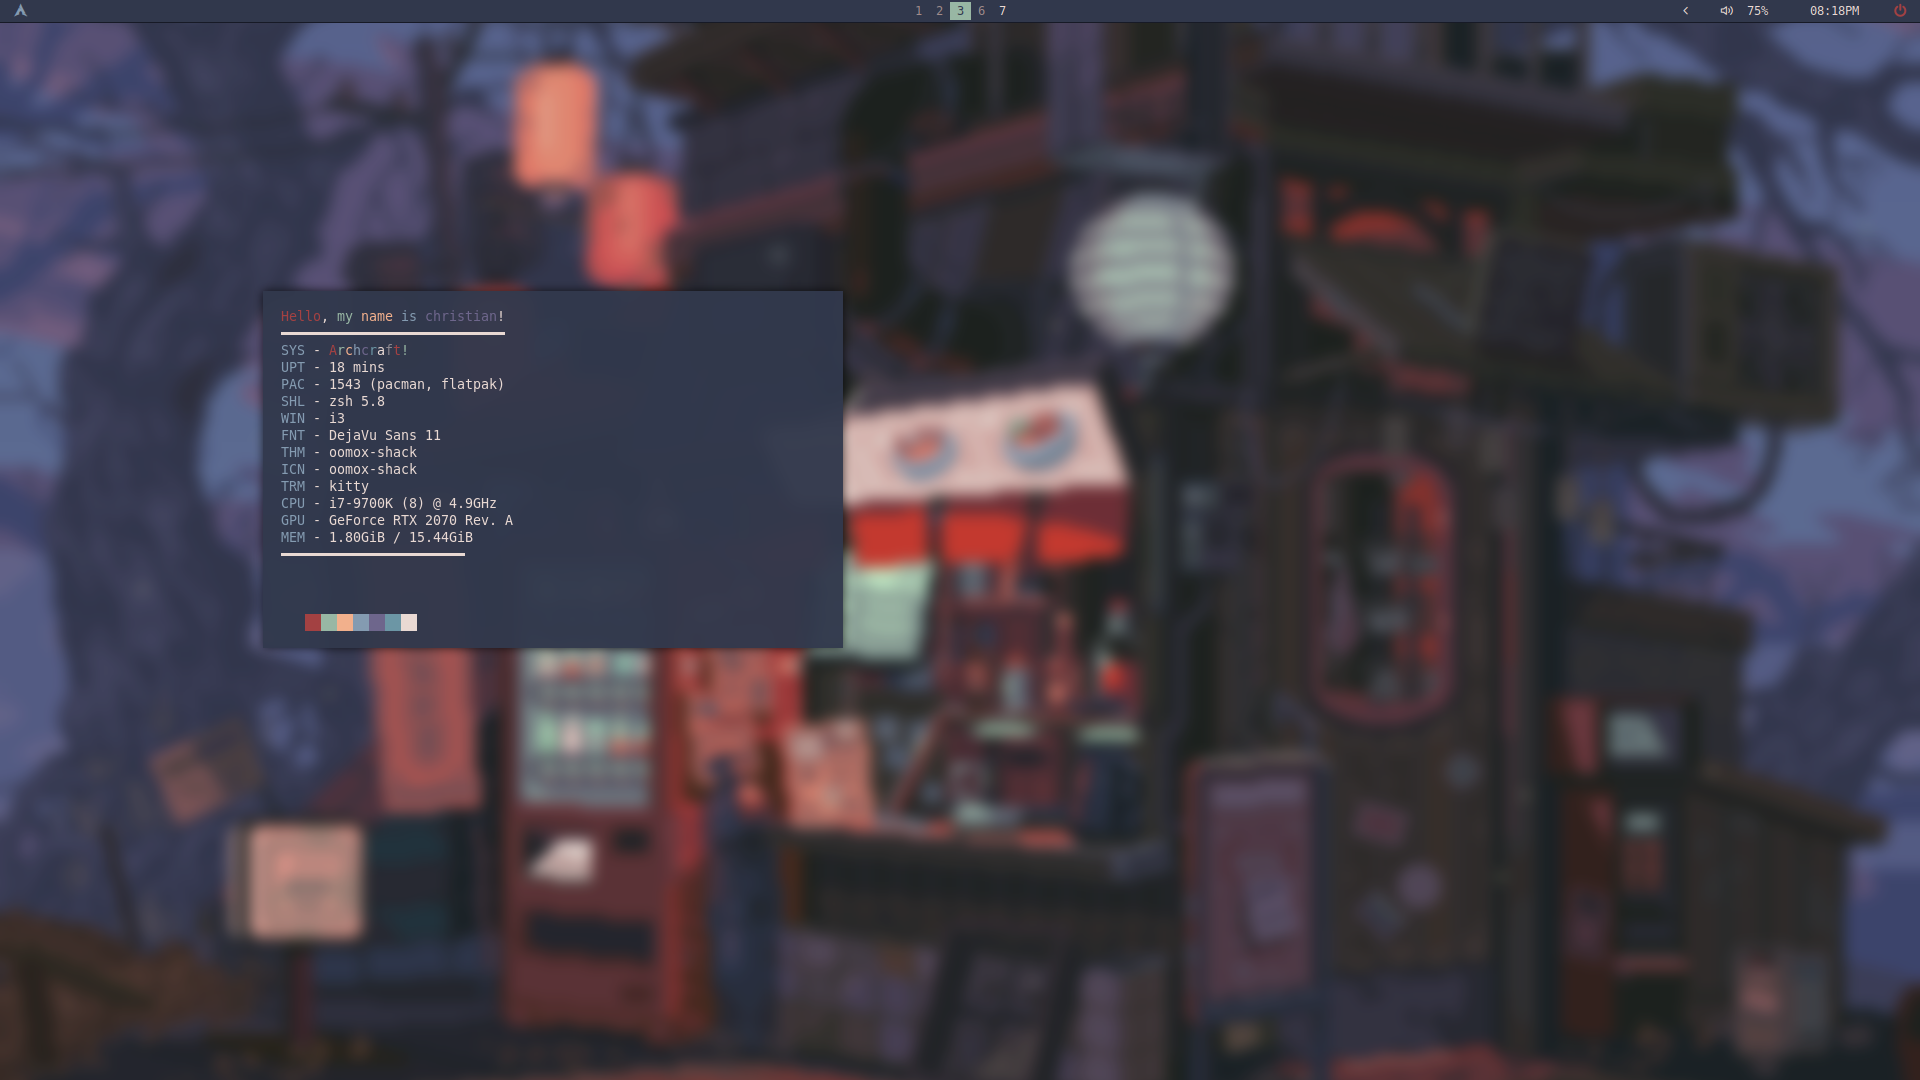 1 2 3 6 7
75% 08:18PM
Hello, my name is christian!
SYS - Archcraft!
UPT - 18 mins
PAC - 1543 (pacman, flatpak)
SHL - zsh 5.8
WIN - i3
FNT - DejaVu Sans 11
THM - oomox-shack
ICN - oomox-shack
TRM - kitty
CPU - i7-9700K (8) @ 4.9GHz
GPU - GeForce RTX 2070 Rev. A
MEM - 1.80GiB / 15.44GiB